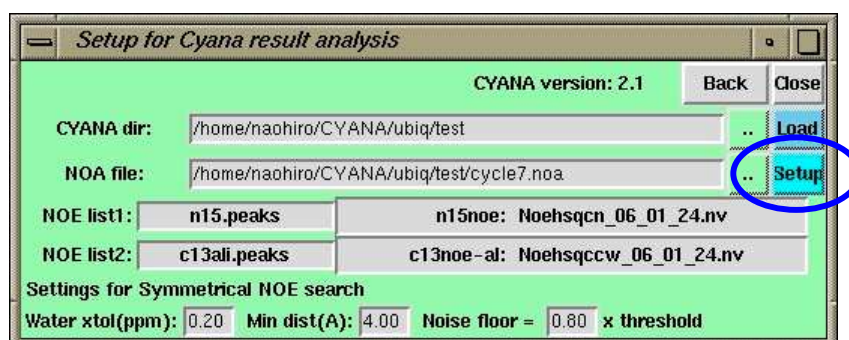 Setup for Cyana result analysis
CYANA version: 2.1 Back Close
CYANA dir: /home/naohiro/CYANA/ubiq/test .. Load
NOA file: /home/naohiro/CYANA/ubiq/test/cycle7.noa .. Setup
NOE list1: n15.peaks n15noe: Noehsqcn_06_01_24.nv
NOE list2: c13ali.peaks c13noe-al: Noehsqccw_06_01_24.nv
Settings for Symmetrical NOE search
Water xtol(ppm): 0.20 Min dist(A): 4.00 Noise floor = 0.80 x threshold